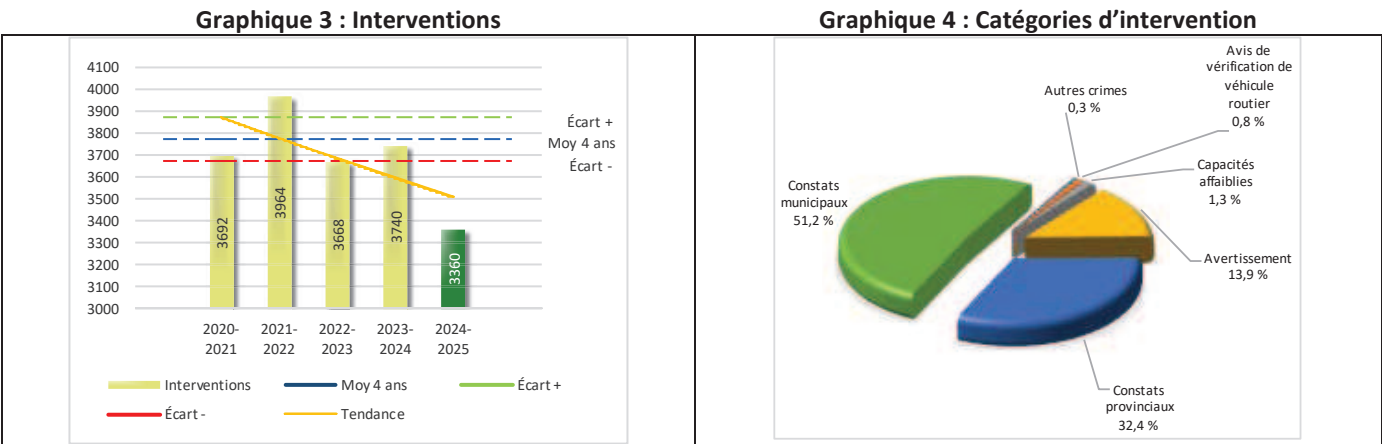 Graphique 3 : Interventions
4100
4000
3900
3800
3700
3600
3500
3400
3300
3200
3100
3000
3692
3964
3668
3740
3360
Écart +
Moy 4 ans
Écart -
2020-
2021
2021-
2022
2022-
2023
2023-
2024
2024-
2025
Interventions
Moy 4 ans
Écart +
Écart -
Tendance
Graphique 4 : Catégories d’intervention
Avis de
vérification de
véhicule
routier
0,8 %
Autres crimes
0,3 %
Capacités
affaiblies
1,3 %
Constats
municipaux
51,2 %
Avertissement
13,9 %
Constats
provinciaux
32,4 %